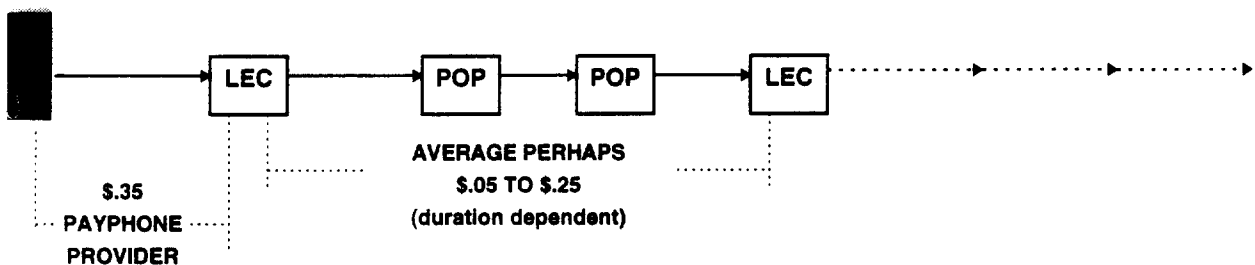 LEC
POP
POP
LEC
AVERAGE PERHAPS
$.05 TO $.25
(duration dependent)
$.35
PAYPHONE
PROVIDER